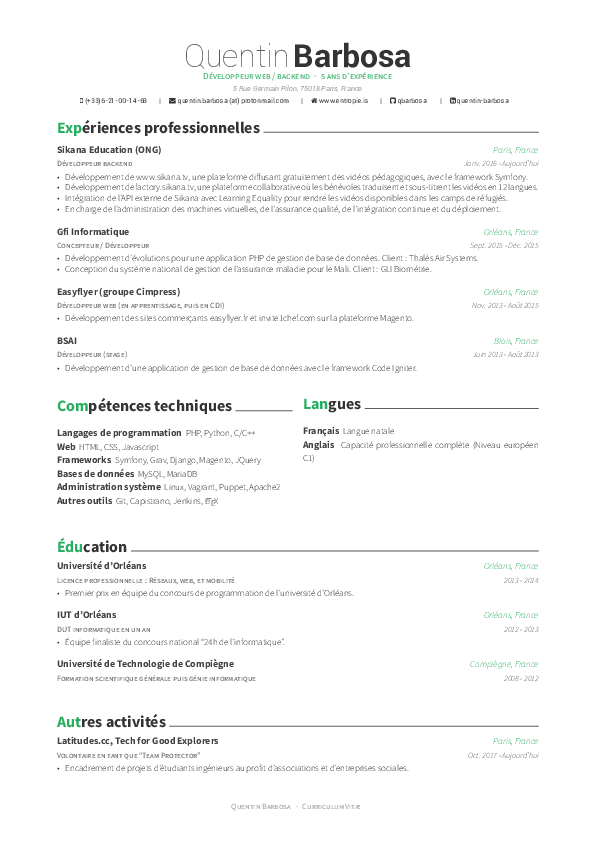 Quentin Barbosa
Développeur web / backend · 5 ans d'expérience
5 Rue Germain Pilon, 75018 Paris, France
(+33) 6-21-00-14-63 | quentin.barbosa (at) protonmail.com | www.entropie.is | qbarbosa | quentin-barbosa
Expériences professionnelles
Sikana Education (ONG) Paris, France
Développeur backend Janv. 2016 - Aujourd'hui
• Développement de www.sikana.tv, une plateforme diffusant gratuitement des vidéos pédagogiques, avec le framework Symfony.
• Développement de factory.sikana.tv, une plateforme collaborative où les bénévoles traduisent et sous-titrent les vidéos en 12 langues.
• Intégration de l'API externe de Sikana avec Learning Equality pour rendre les vidéos disponibles dans les camps de réfugiés.
• En charge de l'administration des machines virtuelles, de l'assurance qualité, de l'intégration continue et du déploiement.
Gfi Informatique Orléans, France
Concepteur / Développeur Sept. 2015 - Déc. 2015
• Développement d'évolutions pour une application PHP de gestion de base de données. Client : Thalès Air Systems.
• Conception du système national de gestion de l'assurance maladie pour le Mali. Client : GLI Biométrie.
Easyflyer (groupe Cimpress) Orléans, France
Développeur web (en apprentissage, puis en CDI) Nov. 2013 - Août 2015
• Développement des sites commerçants easyflyer.fr et invite1chef.com sur la plateforme Magento.
BSAI Blois, France
Développeur (stage) Juin 2013 - Août 2013
• Développement d'une application de gestion de base de données avec le framework Code Igniter.
Compétences techniques
Langages de programmation PHP, Python, C/C++
Web HTML, CSS, Javascript
Frameworks Symfony, Grav, Django, Magento, JQuery
Bases de données MySQL, MariaDB
Administration système Linux, Vagrant, Puppet, Apache2
Autres outils Git, Capistrano, Jenkins, LaTeX
Langues
Français Langue natale
Anglais Capacité professionnelle complète (Niveau européen
C1)
Éducation
Université d'Orléans Orléans, France
Licence professionnelle : Réseaux, web, et mobilité 2013 - 2014
• Premier prix en équipe du concours de programmation de l'université d'Orléans.
IUT d'Orléans Orléans, France
DUT informatique en un an 2012 - 2013
• Équipe finaliste du concours national "24h de l'informatique".
Université de Technologie de Compiègne Compiègne, France
Formation scientifique générale puis génie informatique 2008 - 2012
Autres activités
Latitudes.cc, Tech for Good Explorers Paris, France
Volontaire en tant que "Team Protector" Oct. 2017 - Aujourd'hui
• Encadrement de projets d'étudiants ingénieurs au profit d'associations et d'entreprises sociales.
Quentin Barbosa · Curriculum Vitæ